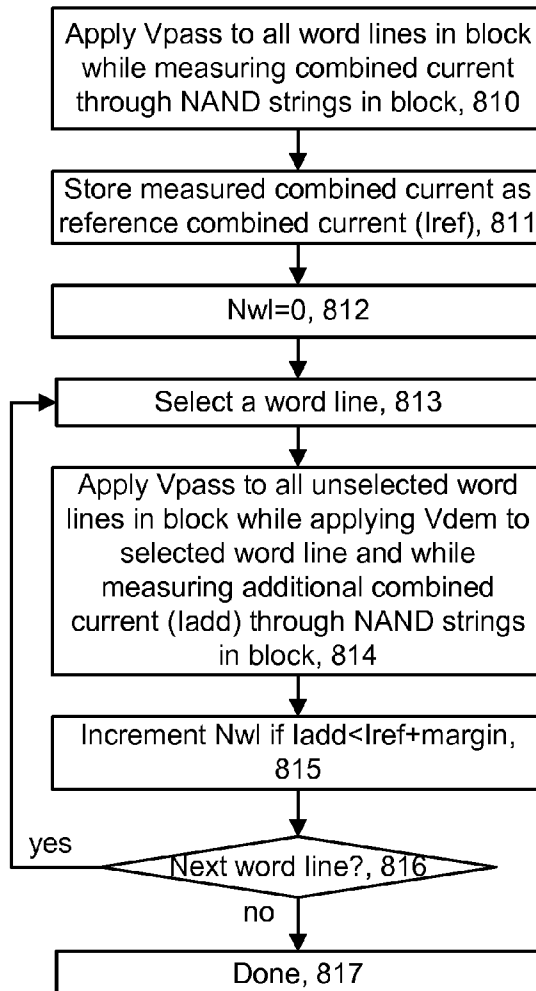 Apply Vpass to all word lines in block
while measuring combined current
through NAND strings in block, 810
Store measured combined current as
reference combined current (Iref), 811
Nwl=0, 812
Select a word line, 813
Apply Vpass to all unselected word
lines in block while applying Vdem to
selected word line and while
measuring additional combined
current (Iadd) through NAND strings
in block, 814
Increment Nwl if Iadd<Iref+margin,
815
yes
Next word line?, 816
no
Done, 817